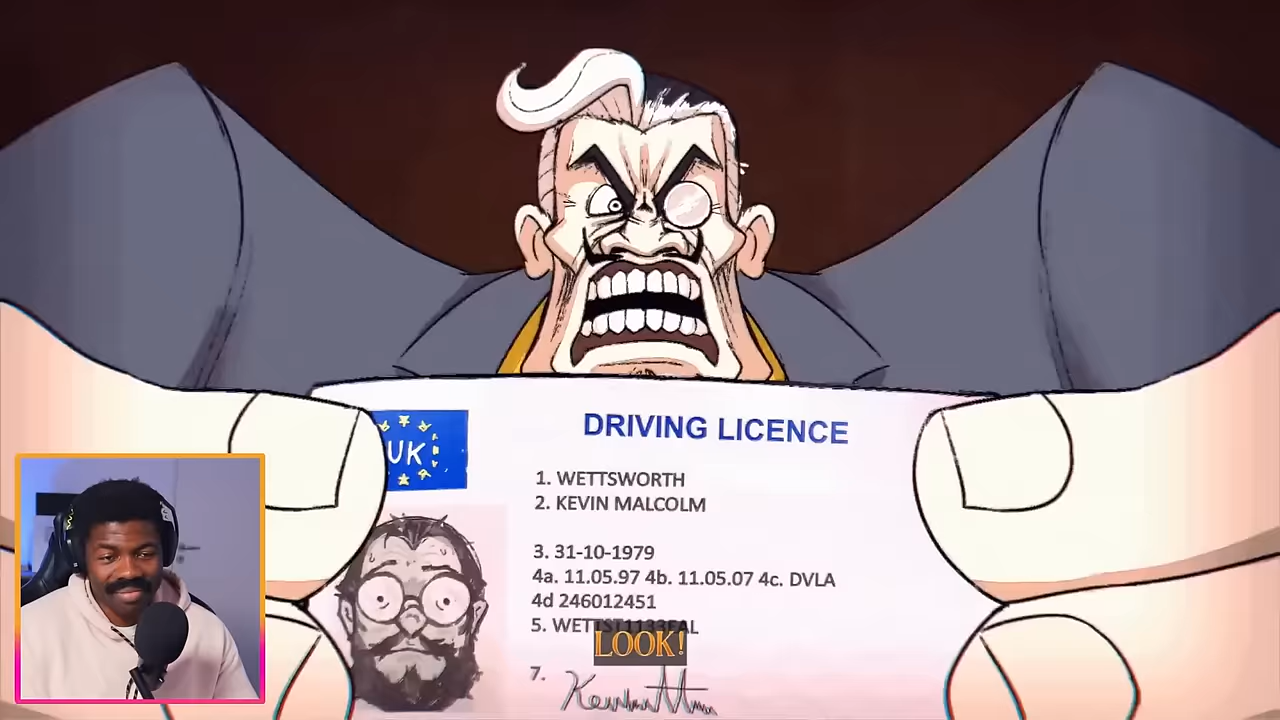 UK
DRIVING LICENCE
1. WETTSWORTH
2. KEVIN MALCOLM
3. 31-10-1979
4a. 11.05.97 4b. 11.05.07 4c. DVLA
4d 246012451
5. WETTST1133EAL
LOOK!
7.